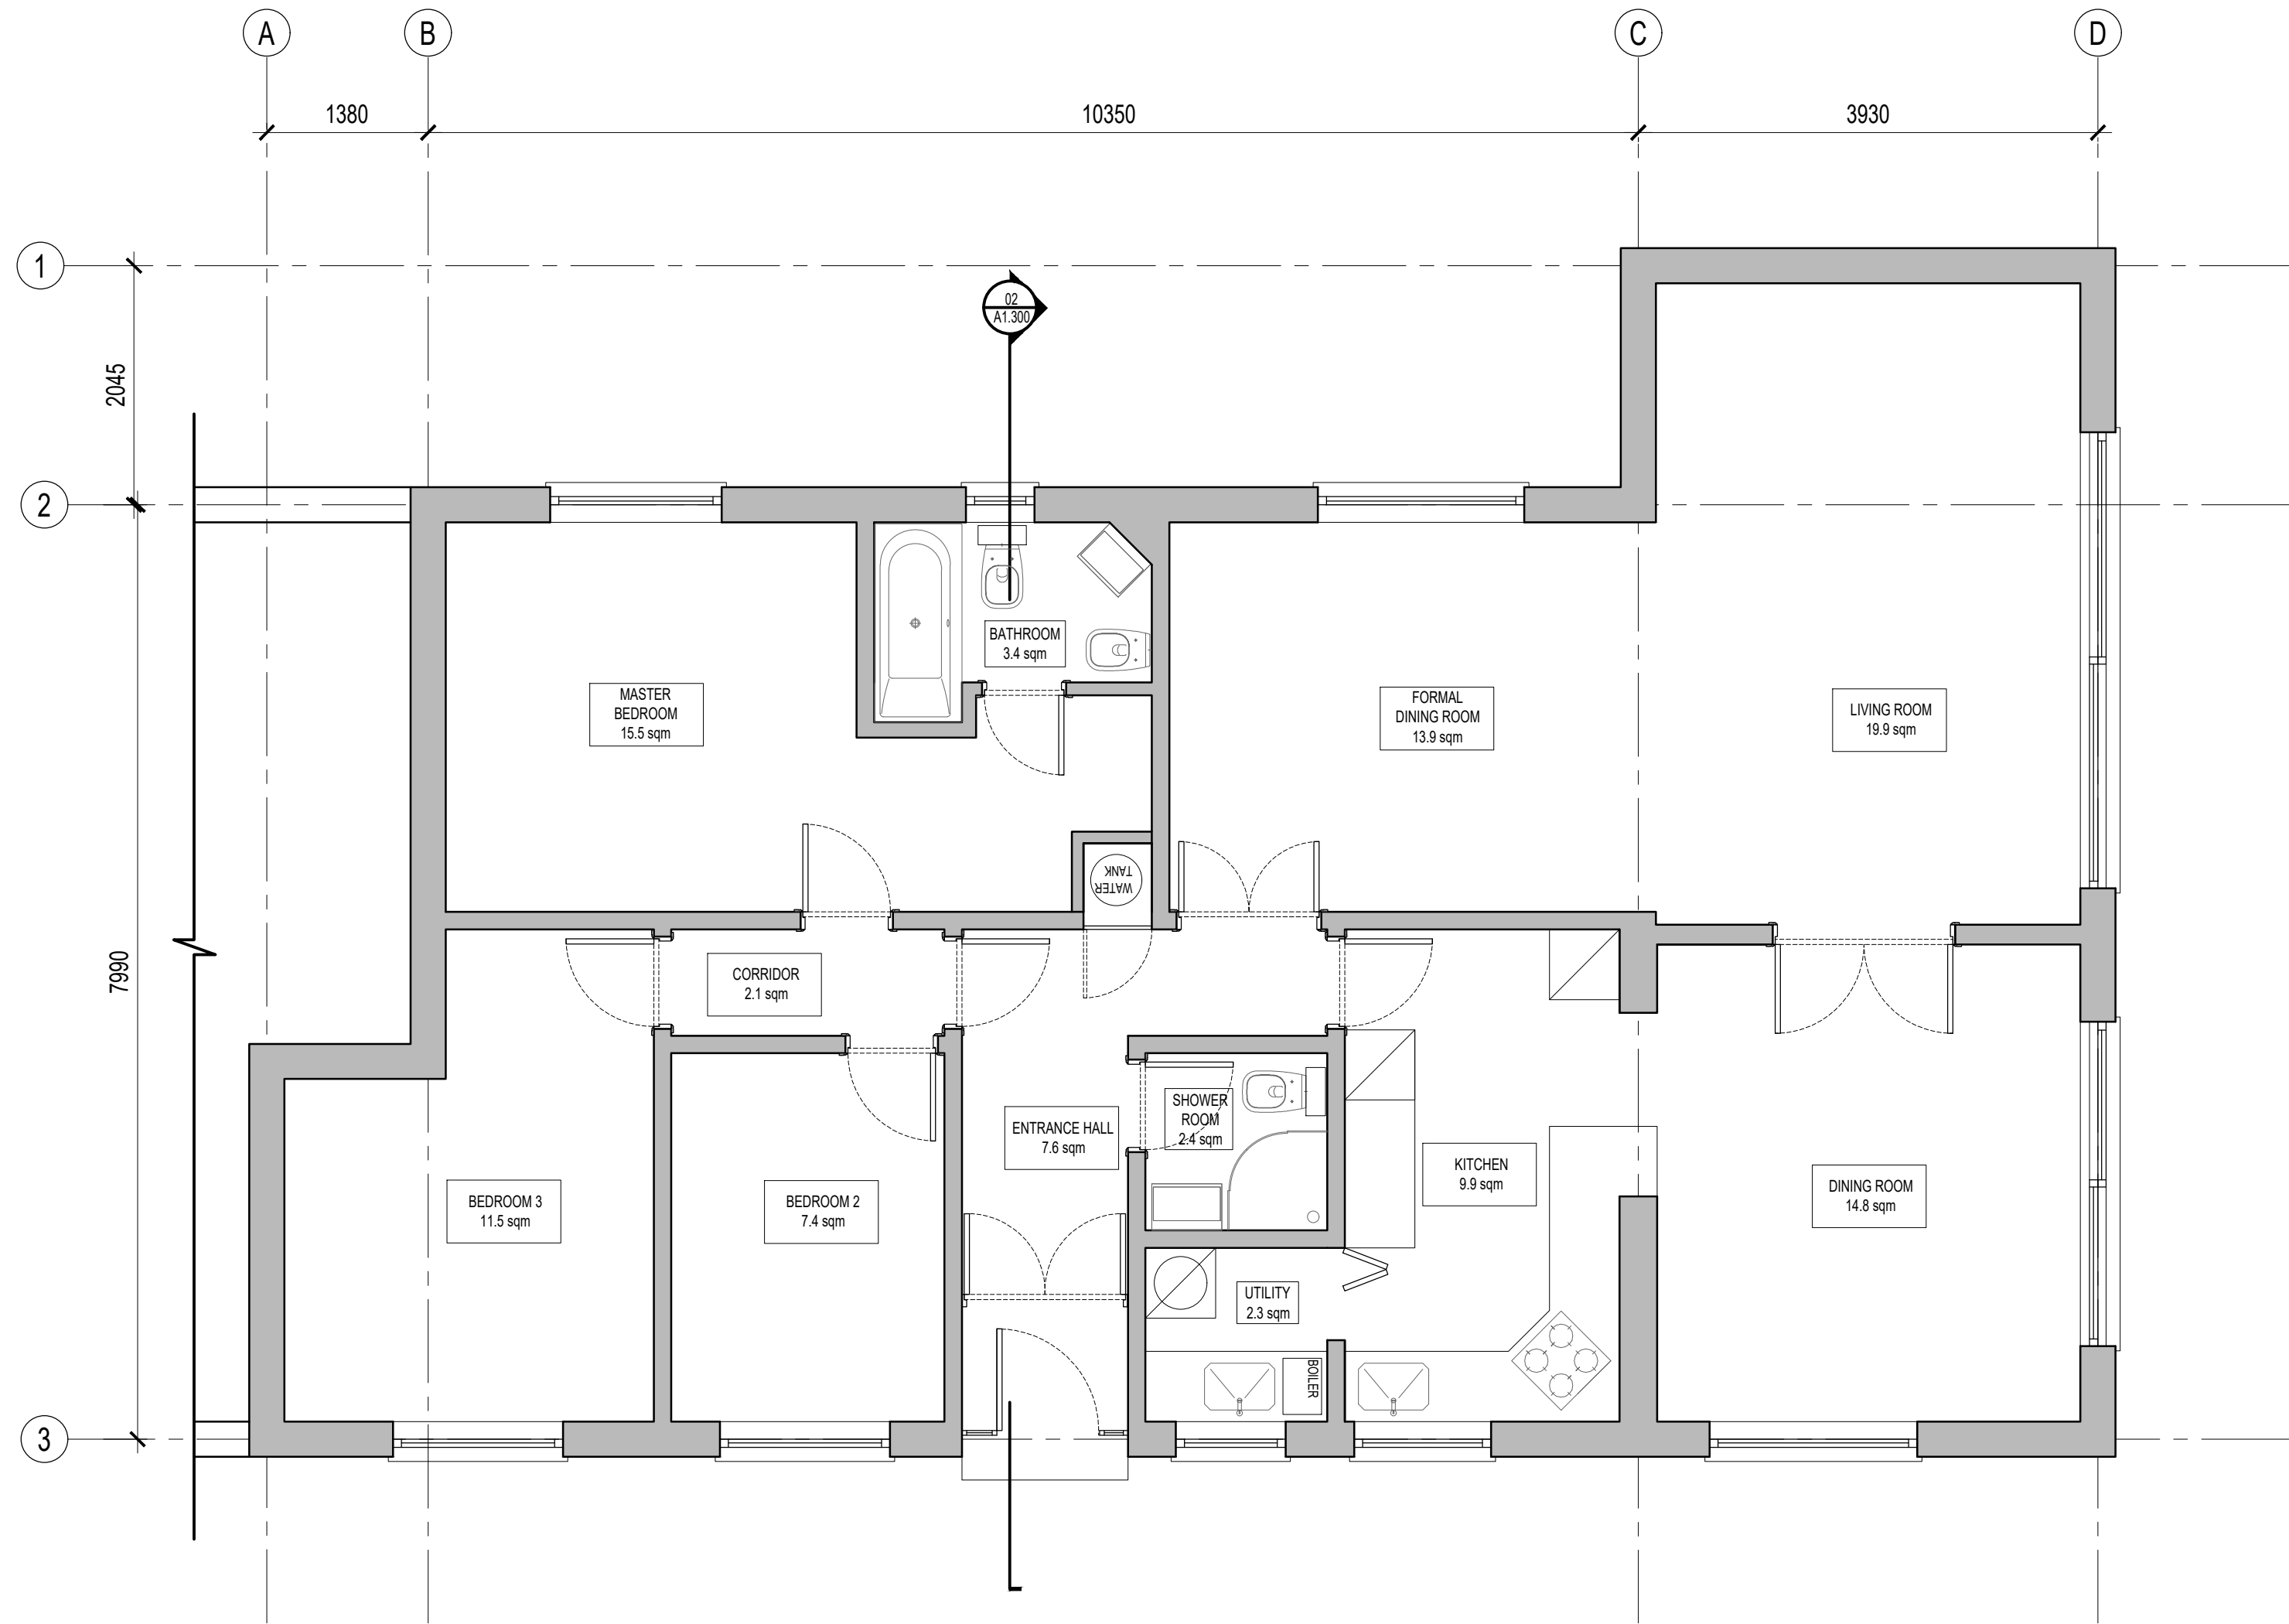 A
B
C
D
1380
10350
3930
1
2
3
2045
7990
02
A1.300
BATHROOM
3.4 sqm
MASTER
BEDROOM
15.5 sqm
FORMAL
DINING ROOM
13.9 sqm
LIVING ROOM
19.9 sqm
WATER
TANK
CORRIDOR
2.1 sqm
SHOWER
ROOM
2.4 sqm
ENTRANCE HALL
7.6 sqm
KITCHEN
9.9 sqm
DINING ROOM
14.8 sqm
BEDROOM 3
11.5 sqm
BEDROOM 2
7.4 sqm
UTILITY
2.3 sqm
BOILER